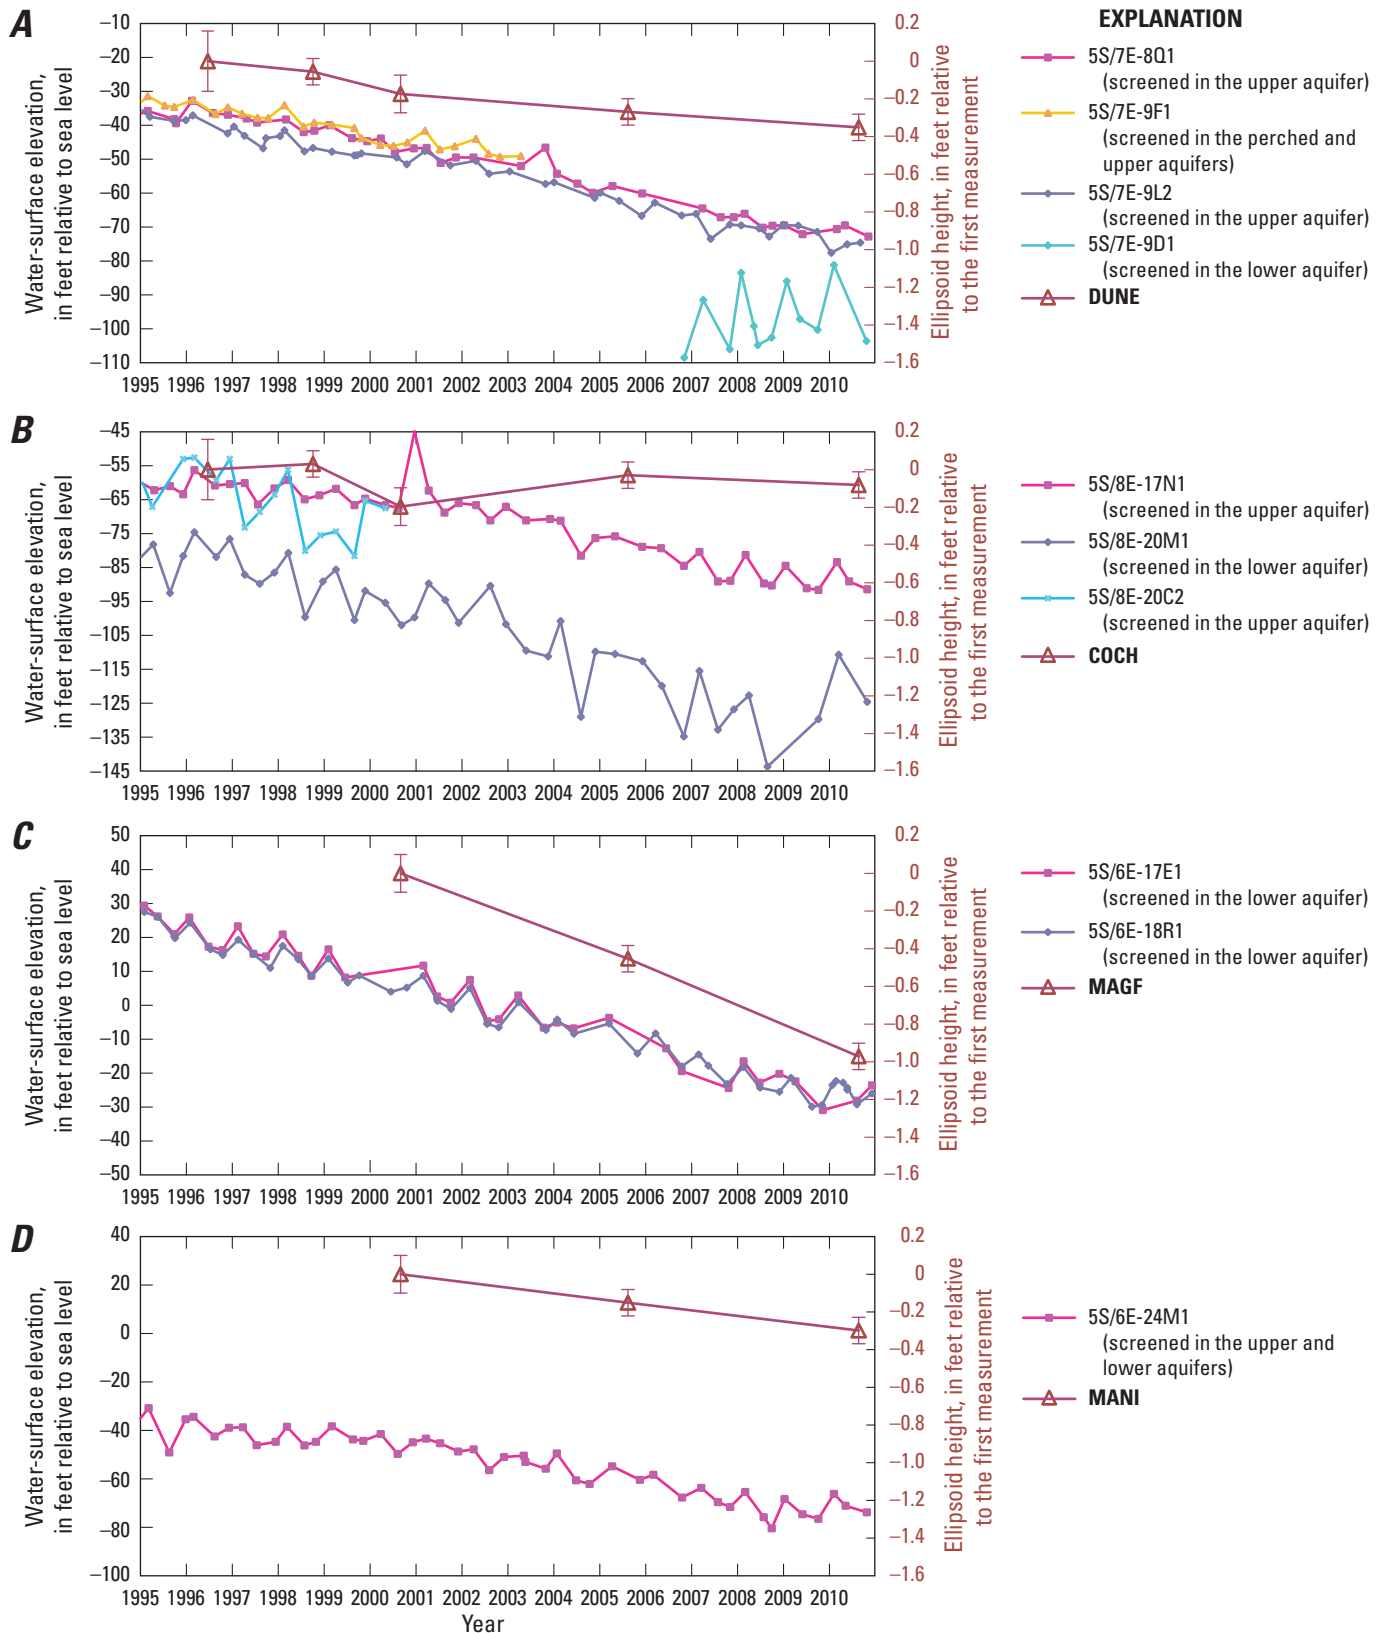 A
Water-surface elevation,
in feet relative to sea level
–10
–20
–30
–40
–50
–60
–70
–80
–90
–100
–110
0.2
0
–0.2
–0.4
–0.6
–0.8
–1.0
–1.2
–1.4
–1.6
Ellipsoid height, in feet relative
to the first measurement
1995 1996 1997 1998 1999 2000 2001 2002 2003 2004 2005 2006 2007 2008 2009 2010
EXPLANATION
5S/7E-8Q1
(screened in the upper aquifer)
5S/7E-9F1
(screened in the perched and
upper aquifers)
5S/7E-9L2
(screened in the upper aquifer)
5S/7E-9D1
(screened in the lower aquifer)
DUNE
B
Water-surface elevation,
in feet relative to sea level
–45
–55
–65
–75
–85
–95
–105
–115
–125
–135
–145
0.2
0
–0.2
–0.4
–0.6
–0.8
–1.0
–1.2
–1.4
–1.6
Ellipsoid height, in feet relative
to the first measurement
1995 1996 1997 1998 1999 2000 2001 2002 2003 2004 2005 2006 2007 2008 2009 2010
5S/8E-17N1
(screened in the upper aquifer)
5S/8E-20M1
(screened in the lower aquifer)
5S/8E-20C2
(screened in the upper aquifer)
COCH
C
Water-surface elevation,
in feet relative to sea level
50
40
30
20
10
0
–10
–20
–30
–40
–50
0.2
0
–0.2
–0.4
–0.6
–0.8
–1.0
–1.2
–1.4
–1.6
Ellipsoid height, in feet relative
to the first measurement
1995 1996 1997 1998 1999 2000 2001 2002 2003 2004 2005 2006 2007 2008 2009 2010
5S/6E-17E1
(screened in the lower aquifer)
5S/6E-18R1
(screened in the lower aquifer)
MAGF
D
Water-surface elevation,
in feet relative to sea level
40
20
0
–20
–40
–60
–80
–100
0.2
0
–0.2
–0.4
–0.6
–0.8
–1.0
–1.2
–1.4
–1.6
Ellipsoid height, in feet relative
to the first measurement
1995 1996 1997 1998 1999 2000 2001 2002 2003 2004 2005 2006 2007 2008 2009 2010
Year
5S/6E-24M1
(screened in the upper and
lower aquifers)
MANI